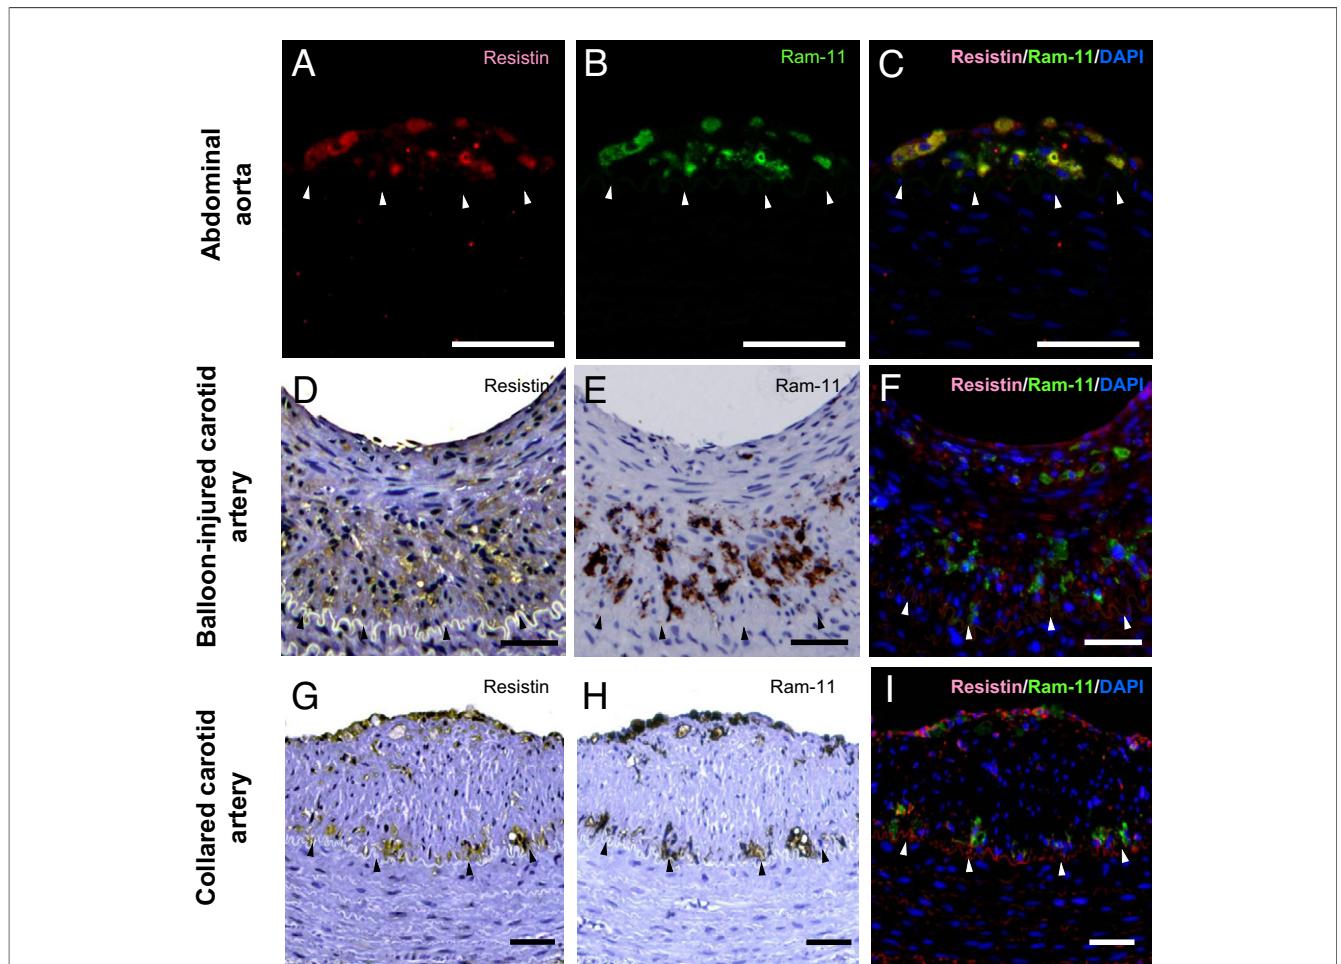 Abdominal
aorta
A
Resistin
B
Ram-11
C
Resistin/Ram-11/DAPI
Balloon-injured carotid
artery
D
Resistin
E
Ram-11
F
Resistin/Ram-11/DAPI
Collared carotid
artery
G
Resistin
H
Ram-11
I
Resistin/Ram-11/DAPI